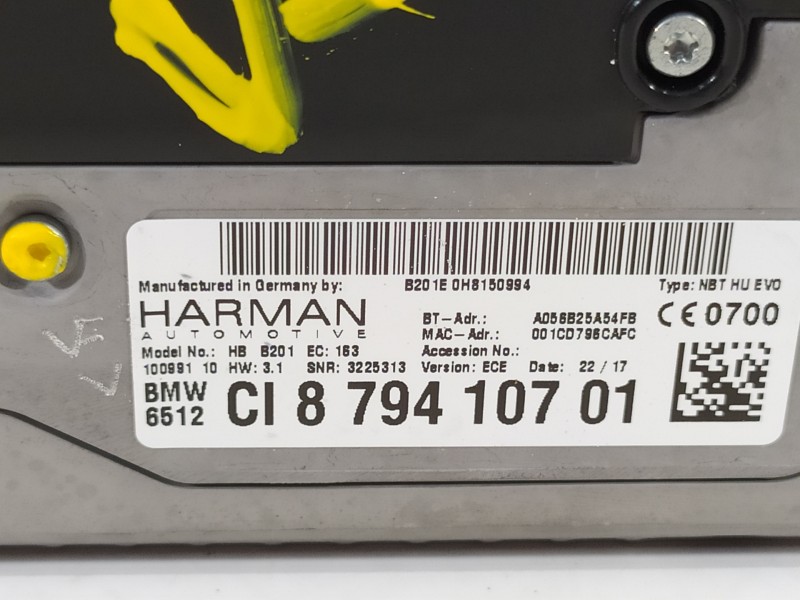 Manufactured in Germany by: B201E 0H8150994 Type: NBT HU EVO
HARMAN BT-Adr.: A056B25A54FB CE 0700
AUTOMOTIVE MAC-Adr.: 001CD796CAFC
Model No.: HB B201 EC: 163 Accession No.:
100991 10 HW: 3.1 SNR: 3225313 Version: ECE Date: 22 / 17
BMW
6512 CI 8 794 107 01